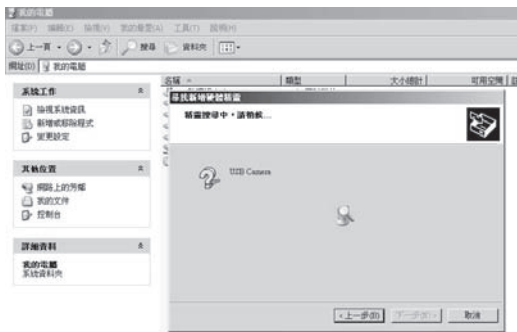 我的電腦
檔案(F) 編輯(E) 檢視(V) 我的最愛(A) 工具(T) 說明(H)
上一頁 搜尋 資料夾
網址(D) 我的電腦
名稱 類型 大小總計 可用空間
系統工作
檢視系統資訊
新增或移除程式
變更設定
其他位置
網路上的芳鄰
我的文件
控制台
詳細資料
我的電腦
系統資料夾
尋找新增硬體精靈
精靈搜尋中，請稍候...
USB Camera
<上一步(B) 下一步(N)> 取消